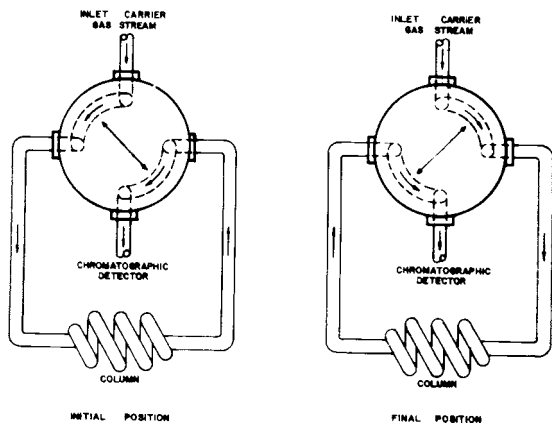 INLET CARRIER
GAS STREAM
CHROMATOGRAPHIC
DETECTOR
COLUMN
INITIAL POSITION
INLET CARRIER
GAS STREAM
CHROMATOGRAPHIC
DETECTOR
COLUMN
FINAL POSITION